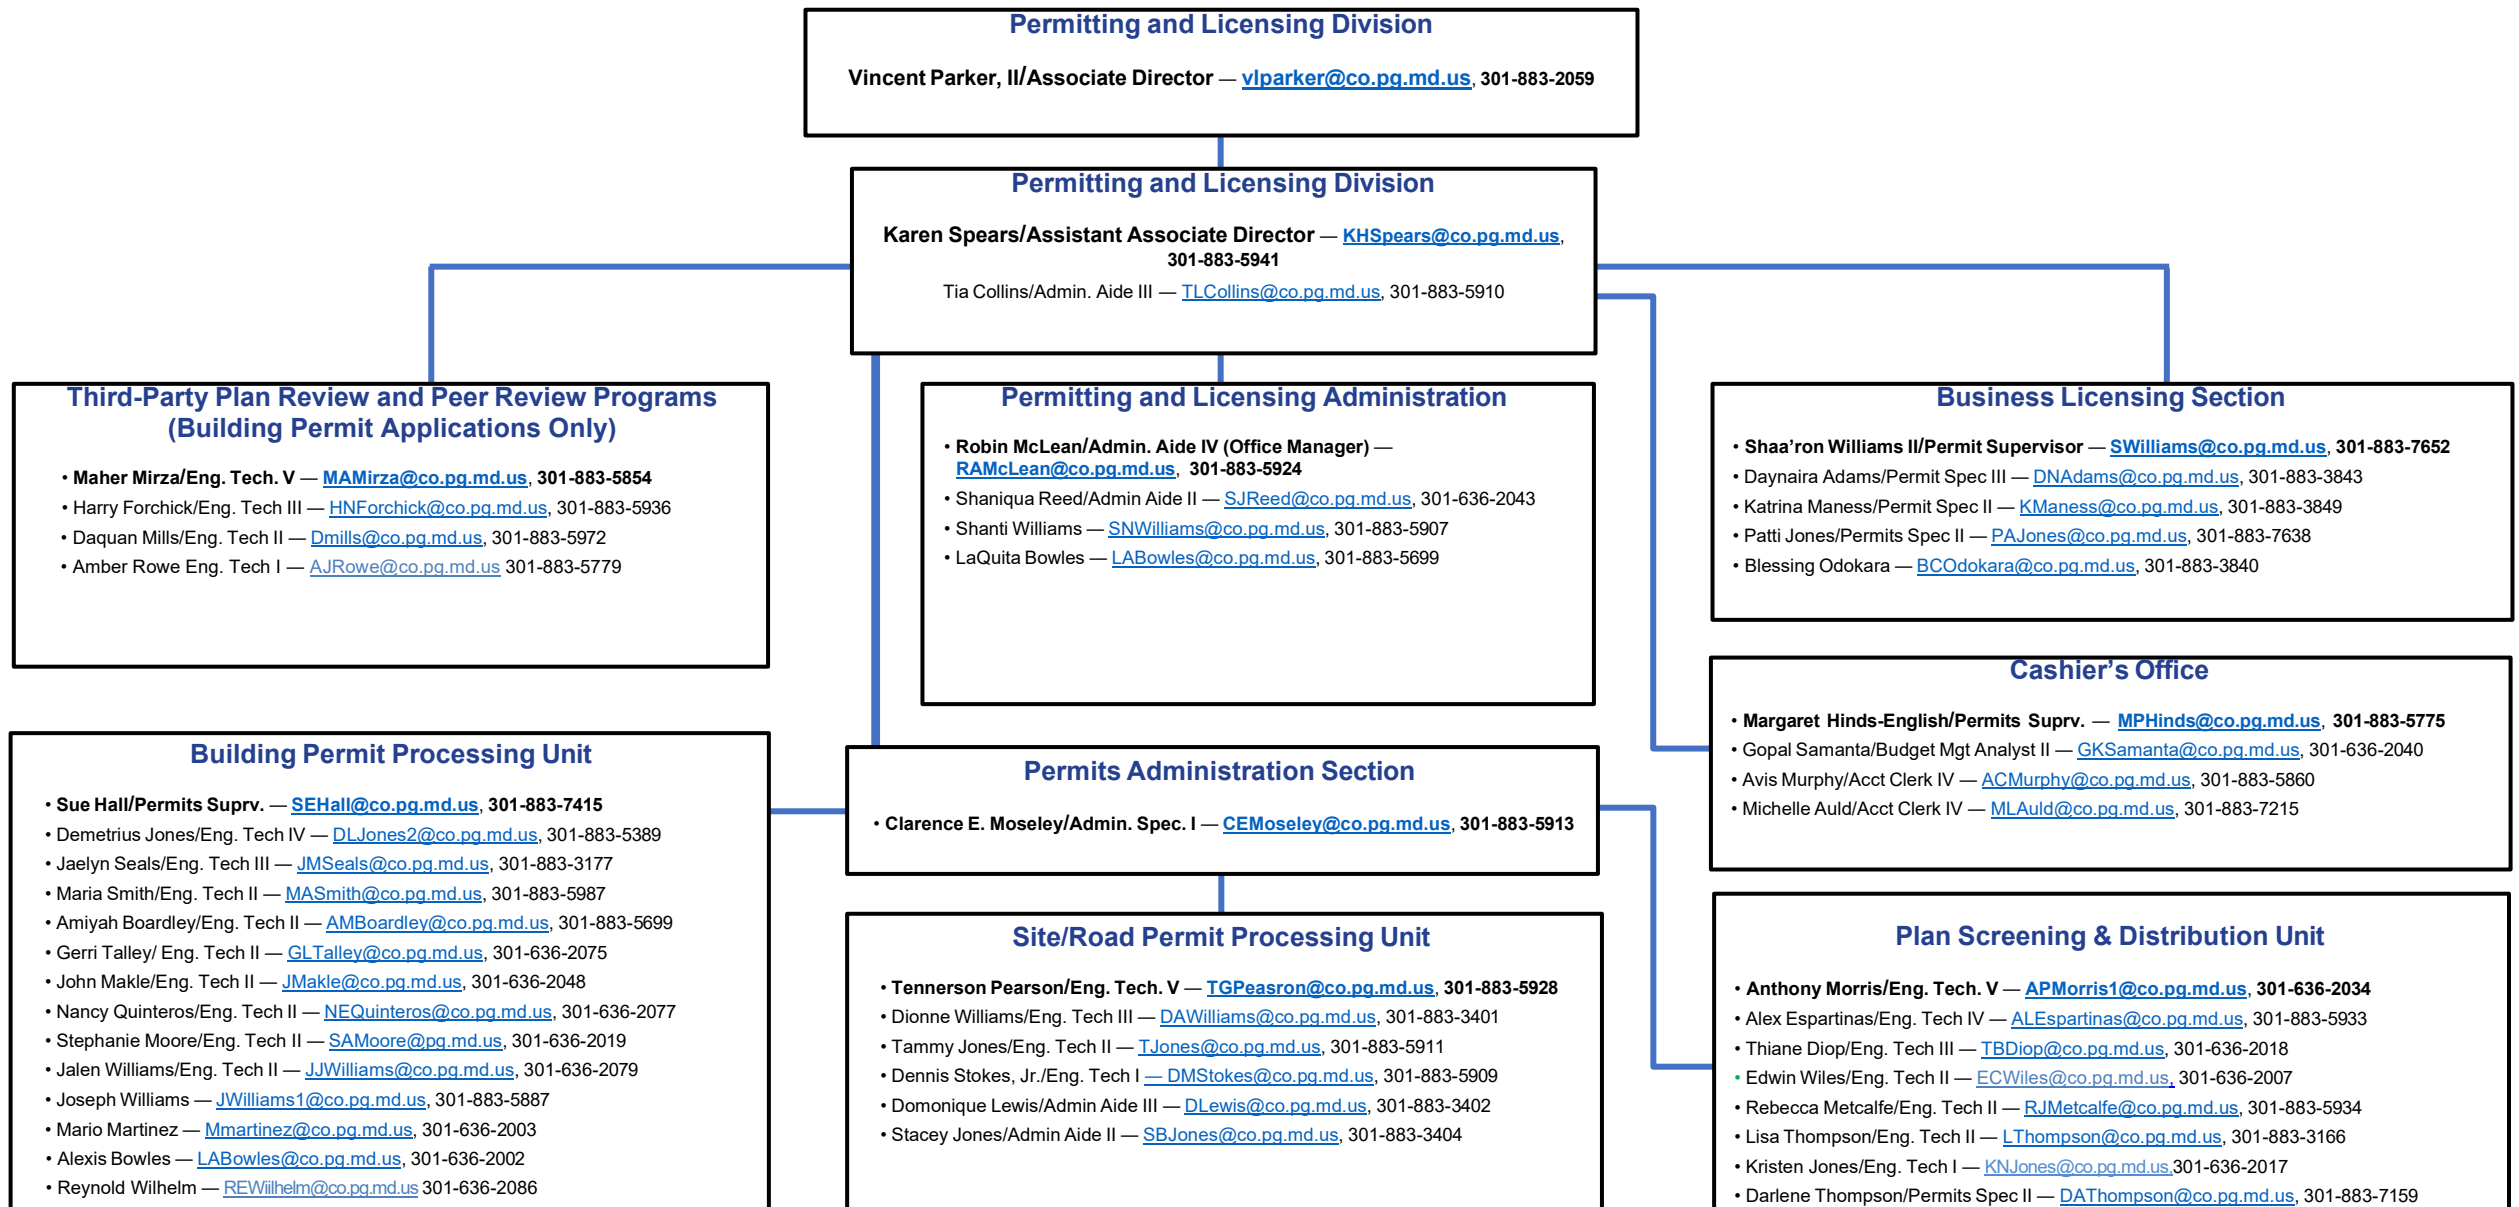 Permitting and Licensing Division
Vincent Parker, II/Associate Director — vlparker@co.pg.md.us, 301-883-2059
Permitting and Licensing Division
Karen Spears/Assistant Associate Director — KHSpears@co.pg.md.us,
301-883-5941
Tia Collins/Admin. Aide III — TLCollins@co.pg.md.us, 301-883-5910
Third-Party Plan Review and Peer Review Programs
(Building Permit Applications Only)
• Maher Mirza/Eng. Tech. V — MAMirza@co.pg.md.us, 301-883-5854
• Harry Forchick/Eng. Tech III — HNForchick@co.pg.md.us, 301-883-5936
• Daquan Mills/Eng. Tech II — Dmills@co.pg.md.us, 301-883-5972
• Amber Rowe Eng. Tech I — AJRowe@co.pg.md.us 301-883-5779
Permitting and Licensing Administration
• Robin McLean/Admin. Aide IV (Office Manager) —
RAMcLean@co.pg.md.us, 301-883-5924
• Shaniqua Reed/Admin Aide II — SJReed@co.pg.md.us, 301-636-2043
• Shanti Williams — SNWilliams@co.pg.md.us, 301-883-5907
• LaQuita Bowles — LABowles@co.pg.md.us, 301-883-5699
Business Licensing Section
• Shaa’ron Williams II/Permit Supervisor — SWilliams@co.pg.md.us, 301-883-7652
• Daynaira Adams/Permit Spec III — DNAdams@co.pg.md.us, 301-883-3843
• Katrina Maness/Permit Spec II — KManess@co.pg.md.us, 301-883-3849
• Patti Jones/Permits Spec II — PAJones@co.pg.md.us, 301-883-7638
• Blessing Odokara — BCOdokara@co.pg.md.us, 301-883-3840
Cashier’s Office
• Margaret Hinds-English/Permits Suprv. — MPHinds@co.pg.md.us, 301-883-5775
• Gopal Samanta/Budget Mgt Analyst II — GKSamanta@co.pg.md.us, 301-636-2040
• Avis Murphy/Acct Clerk IV — ACMurphy@co.pg.md.us, 301-883-5860
• Michelle Auld/Acct Clerk IV — MLAuld@co.pg.md.us, 301-883-7215
Building Permit Processing Unit
• Sue Hall/Permits Suprv. — SEHall@co.pg.md.us, 301-883-7415
• Demetrius Jones/Eng. Tech IV — DLJones2@co.pg.md.us, 301-883-5389
• Jaelyn Seals/Eng. Tech III — JMSeals@co.pg.md.us, 301-883-3177
• Maria Smith/Eng. Tech II — MASmith@co.pg.md.us, 301-883-5987
• Amiyah Boardley/Eng. Tech II — AMBoardley@co.pg.md.us, 301-883-5699
• Gerri Talley/ Eng. Tech II — GLTalley@co.pg.md.us, 301-636-2075
• John Makle/Eng. Tech II — JMakle@co.pg.md.us, 301-636-2048
• Nancy Quinteros/Eng. Tech II — NEQuinteros@co.pg.md.us, 301-636-2077
• Stephanie Moore/Eng. Tech II — SAMoore@pg.md.us, 301-636-2019
• Jalen Williams/Eng. Tech II — JJWilliams@co.pg.md.us, 301-636-2079
• Joseph Williams — JWilliams1@co.pg.md.us, 301-883-5887
• Mario Martinez — Mmartinez@co.pg.md.us, 301-636-2003
• Alexis Bowles — LABowles@co.pg.md.us, 301-636-2002
• Reynold Wilhelm — REWiilhelm@co.pg.md.us 301-636-2086
Permits Administration Section
• Clarence E. Moseley/Admin. Spec. I — CEMoseley@co.pg.md.us, 301-883-5913
Site/Road Permit Processing Unit
• Tennerson Pearson/Eng. Tech. V — TGPeasron@co.pg.md.us, 301-883-5928
• Dionne Williams/Eng. Tech III — DAWilliams@co.pg.md.us, 301-883-3401
• Tammy Jones/Eng. Tech II — TJones@co.pg.md.us, 301-883-5911
• Dennis Stokes, Jr./Eng. Tech I — DMStokes@co.pg.md.us, 301-883-5909
• Domonique Lewis/Admin Aide III — DLewis@co.pg.md.us, 301-883-3402
• Stacey Jones/Admin Aide II — SBJones@co.pg.md.us, 301-883-3404
Plan Screening & Distribution Unit
• Anthony Morris/Eng. Tech. V — APMorris1@co.pg.md.us, 301-636-2034
• Alex Espartinas/Eng. Tech IV — ALEspartinas@co.pg.md.us, 301-883-5933
• Thiane Diop/Eng. Tech III — TBDiop@co.pg.md.us, 301-636-2018
• Edwin Wiles/Eng. Tech II — ECWiles@co.pg.md.us, 301-636-2007
• Rebecca Metcalfe/Eng. Tech II — RJMetcalfe@co.pg.md.us, 301-883-5934
• Lisa Thompson/Eng. Tech II — LThompson@co.pg.md.us, 301-883-3166
• Kristen Jones/Eng. Tech I — KNJones@co.pg.md.us,301-636-2017
• Darlene Thompson/Permits Spec II — DAThompson@co.pg.md.us, 301-883-7159